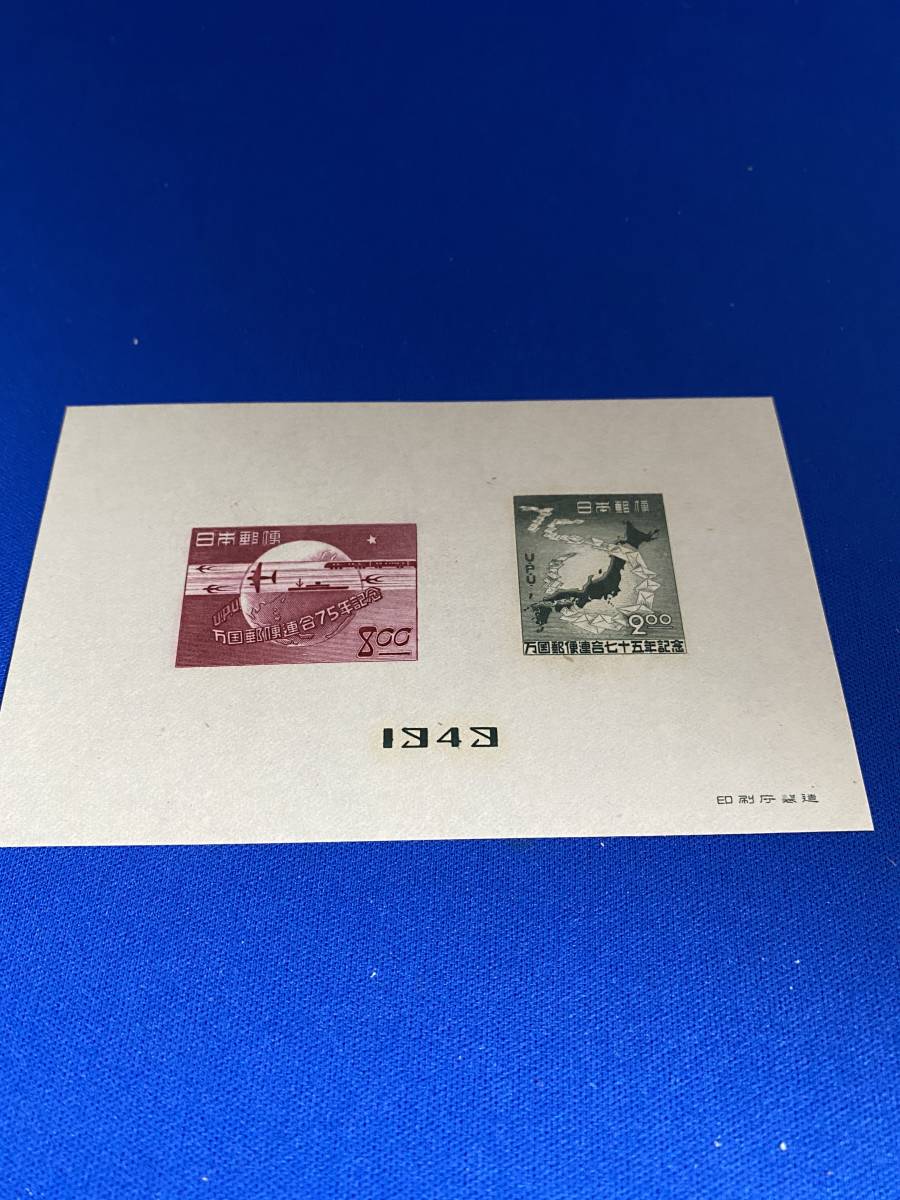 日本郵便
UPU
万国郵便連合75年記念
8.00
日本郵便
75
UPU
2.00
万国郵便連合七十五年記念
1949
印刷庁製造